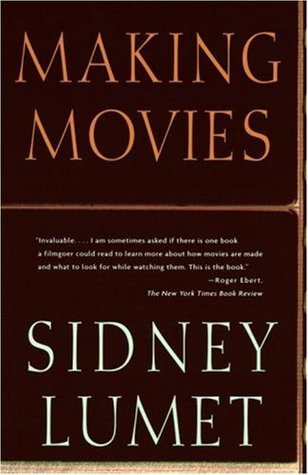 MAKING
MOVIES
"Invaluable. . . . I am sometimes asked if there is one book
a filmgoer could read to learn more about how movies are made
and what to look for while watching them. This is the book."
—Roger Ebert,
The New York Times Book Review
SIDNEY
LUMET